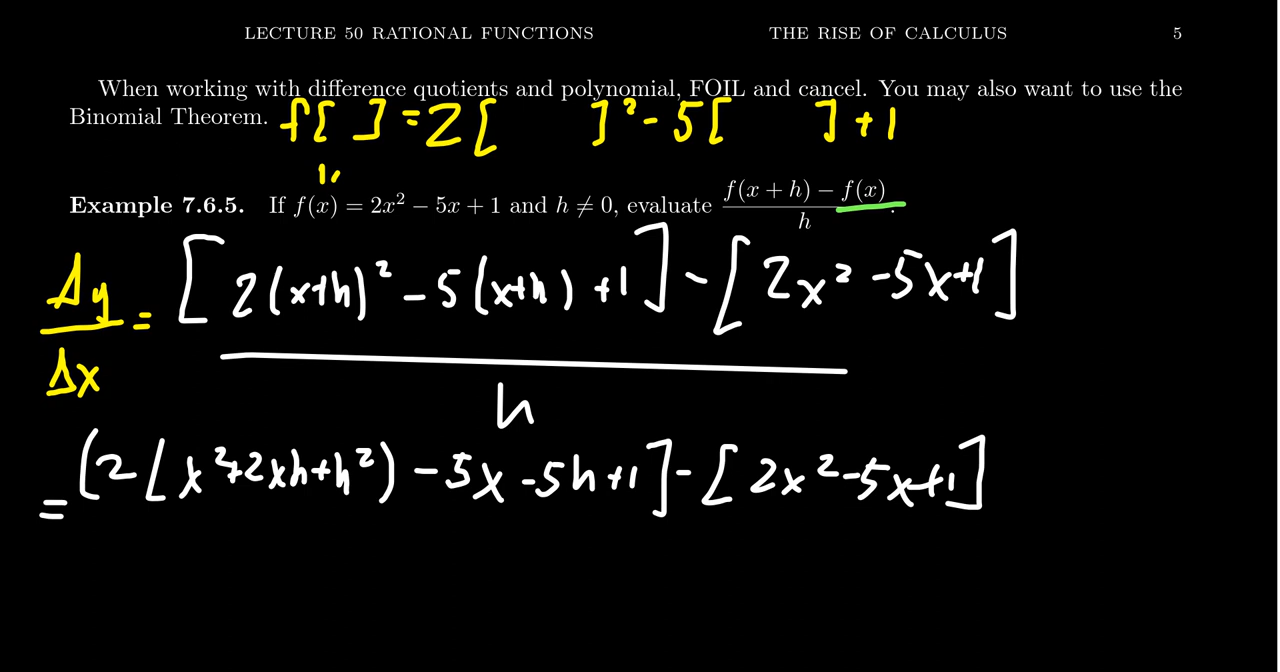 LECTURE 50 RATIONAL FUNCTIONS THE RISE OF CALCULUS 5
When working with difference quotients and polynomial, FOIL and cancel. You may also want to use the
Binomial Theorem. f[ ] = 2[ ]² - 5[ ] + 1
Example 7.6.5. If f(x) = 2x² − 5x + 1 and h ≠ 0, evaluate (f(x + h) − f(x))/h.
Δy/Δx = [2(x+h)² - 5(x+h) + 1] - [2x² - 5x + 1]
h
= (2[x² + 2xh + h²) - 5x - 5h + 1] - [2x² - 5x + 1]